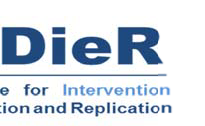 DieR
e for Intervention
tion and Replication